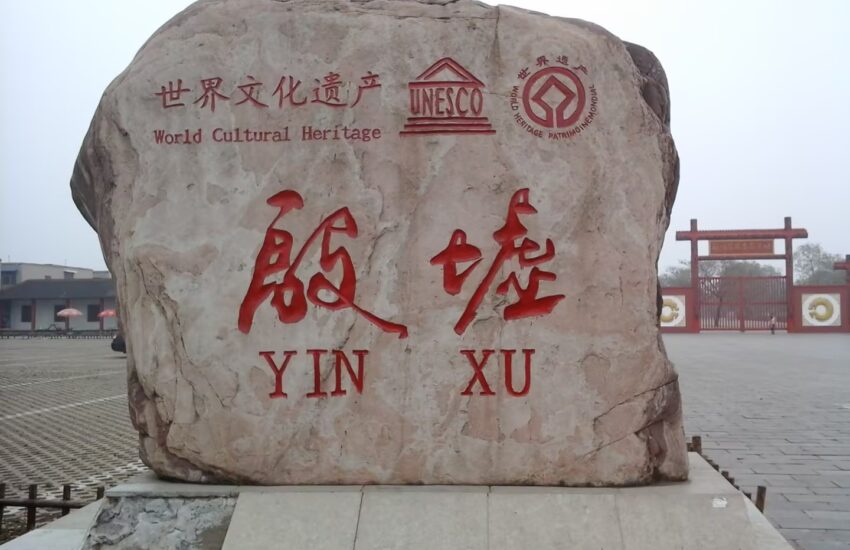 世界文化遗产
World Cultural Heritage
UNESCO
世界遗产
WORLD HERITAGE PATRIMOINE MONDIAL
殷墟
YIN XU